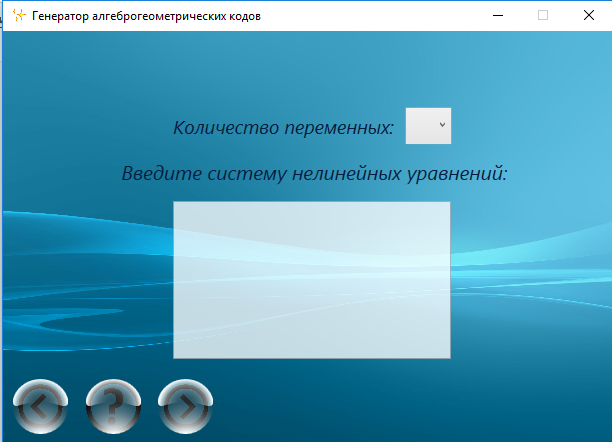 Генератор алгеброгеометрических кодов
Количество переменных:
Введите систему нелинейных уравнений:
?